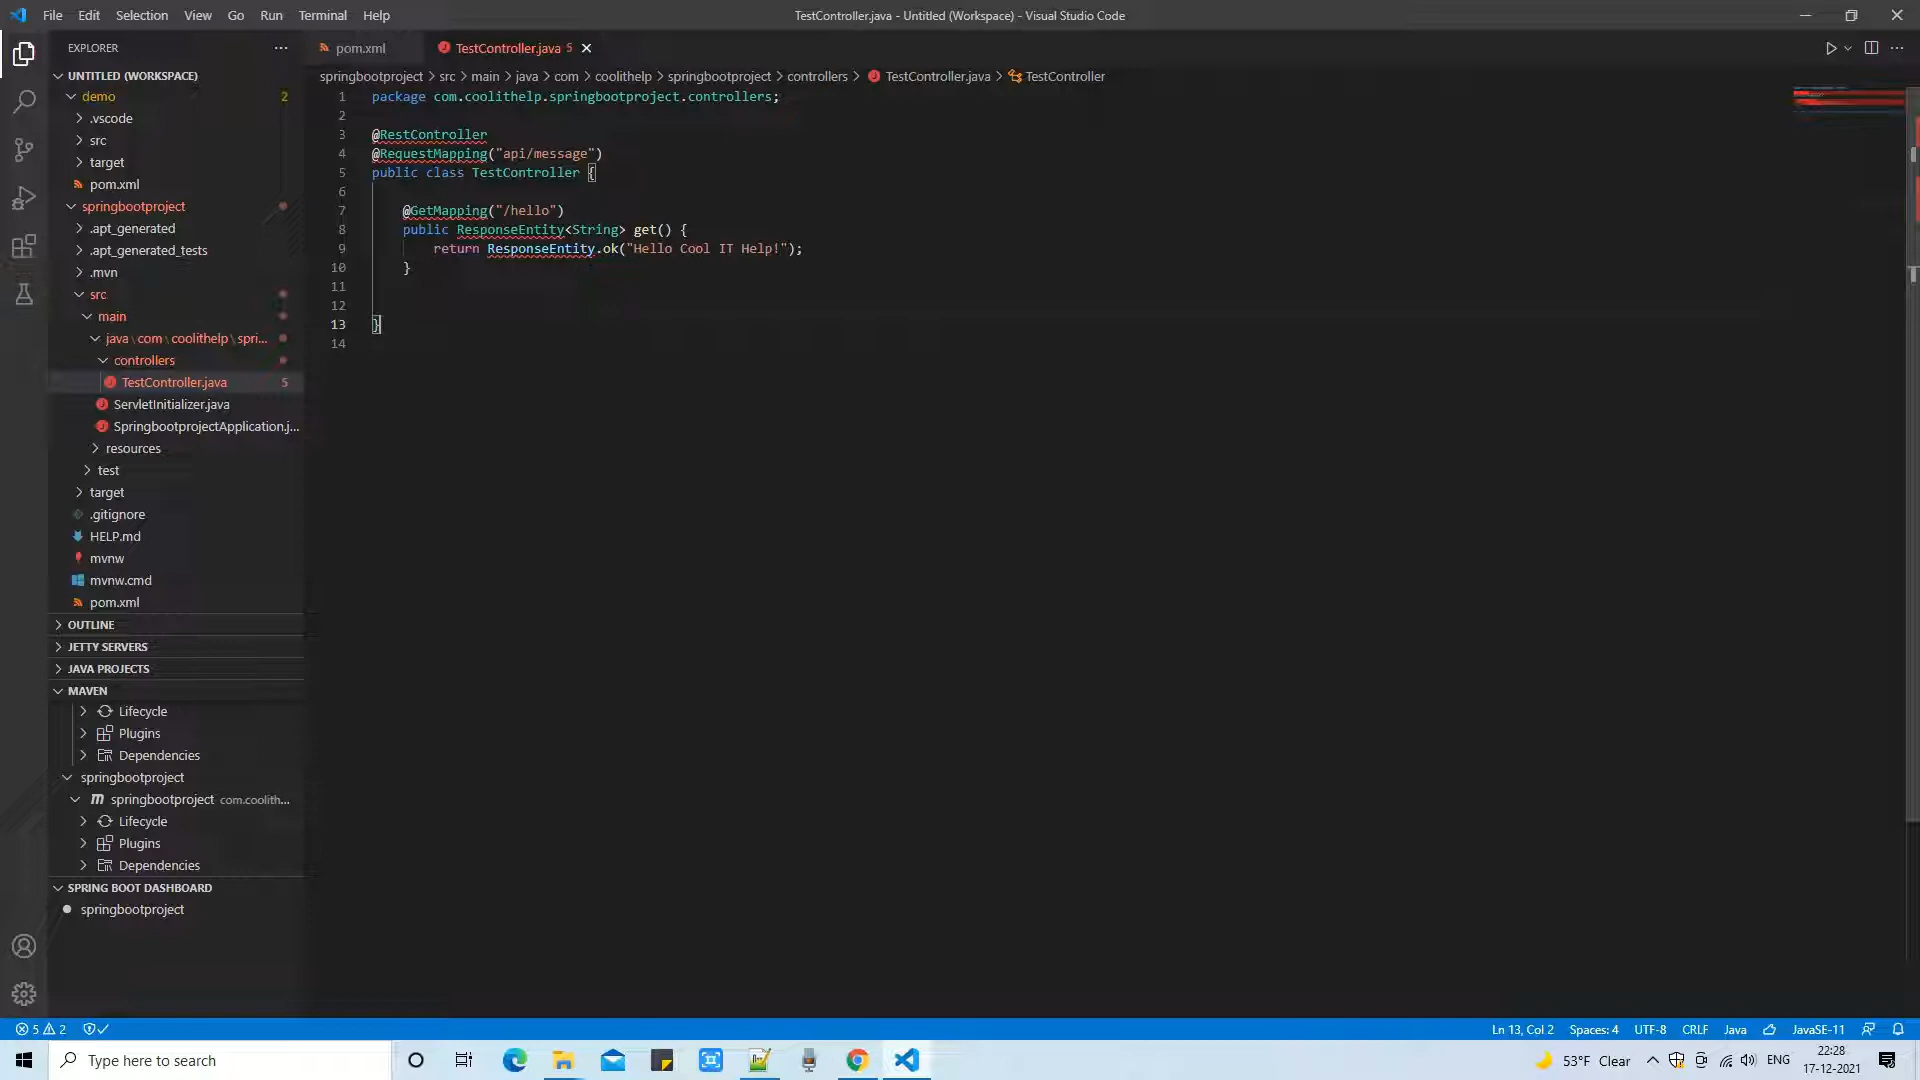 File Edit Selection View Go Run Terminal Help
TestController.java - Untitled (Workspace) - Visual Studio Code
EXPLORER
pom.xml
TestController.java 5
UNTITLED (WORKSPACE)
demo 2
.vscode
src
target
pom.xml
springbootproject
.apt_generated
.apt_generated_tests
.mvn
src
main
java\com\coolithelp\spri...
controllers
TestController.java 5
ServletInitializer.java
SpringbootprojectApplication.j...
resources
test
target
.gitignore
HELP.md
mvnw
mvnw.cmd
pom.xml
OUTLINE
JETTY SERVERS
JAVA PROJECTS
MAVEN
Lifecycle
Plugins
Dependencies
springbootproject
springbootproject com.coolith...
Lifecycle
Plugins
Dependencies
SPRING BOOT DASHBOARD
springbootproject
springbootproject > src > main > java > com > coolithelp > springbootproject > controllers > TestController.java > TestController
1 package com.coolithelp.springbootproject.controllers;
2
3 @RestController
4 @RequestMapping("api/message")
5 public class TestController {
6
7 @GetMapping("/hello")
8 public ResponseEntity<String> get() {
9 return ResponseEntity.ok("Hello Cool IT Help!");
10 }
11
12
13 }
14
5 2
Ln 13, Col 2 Spaces: 4 UTF-8 CRLF Java JavaSE-11
Type here to search
53°F Clear
ENG
22:28
17-12-2021